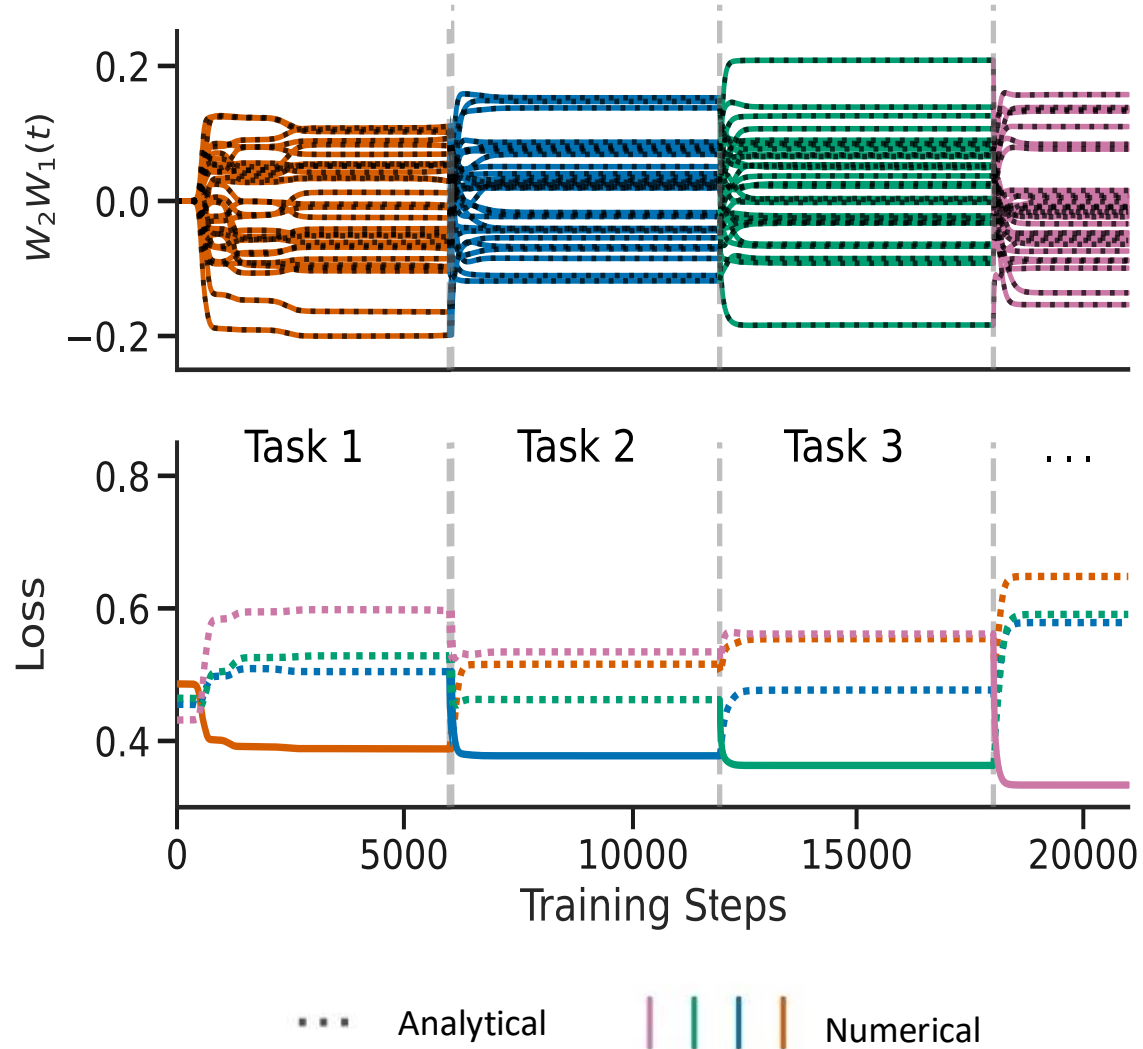 0.2
0.0
−0.2
W₂W₁(t)
Task 1 Task 2 Task 3 ...
0.8
0.6
0.4
Loss
0 5000 10000 15000 20000
Training Steps
Analytical Numerical